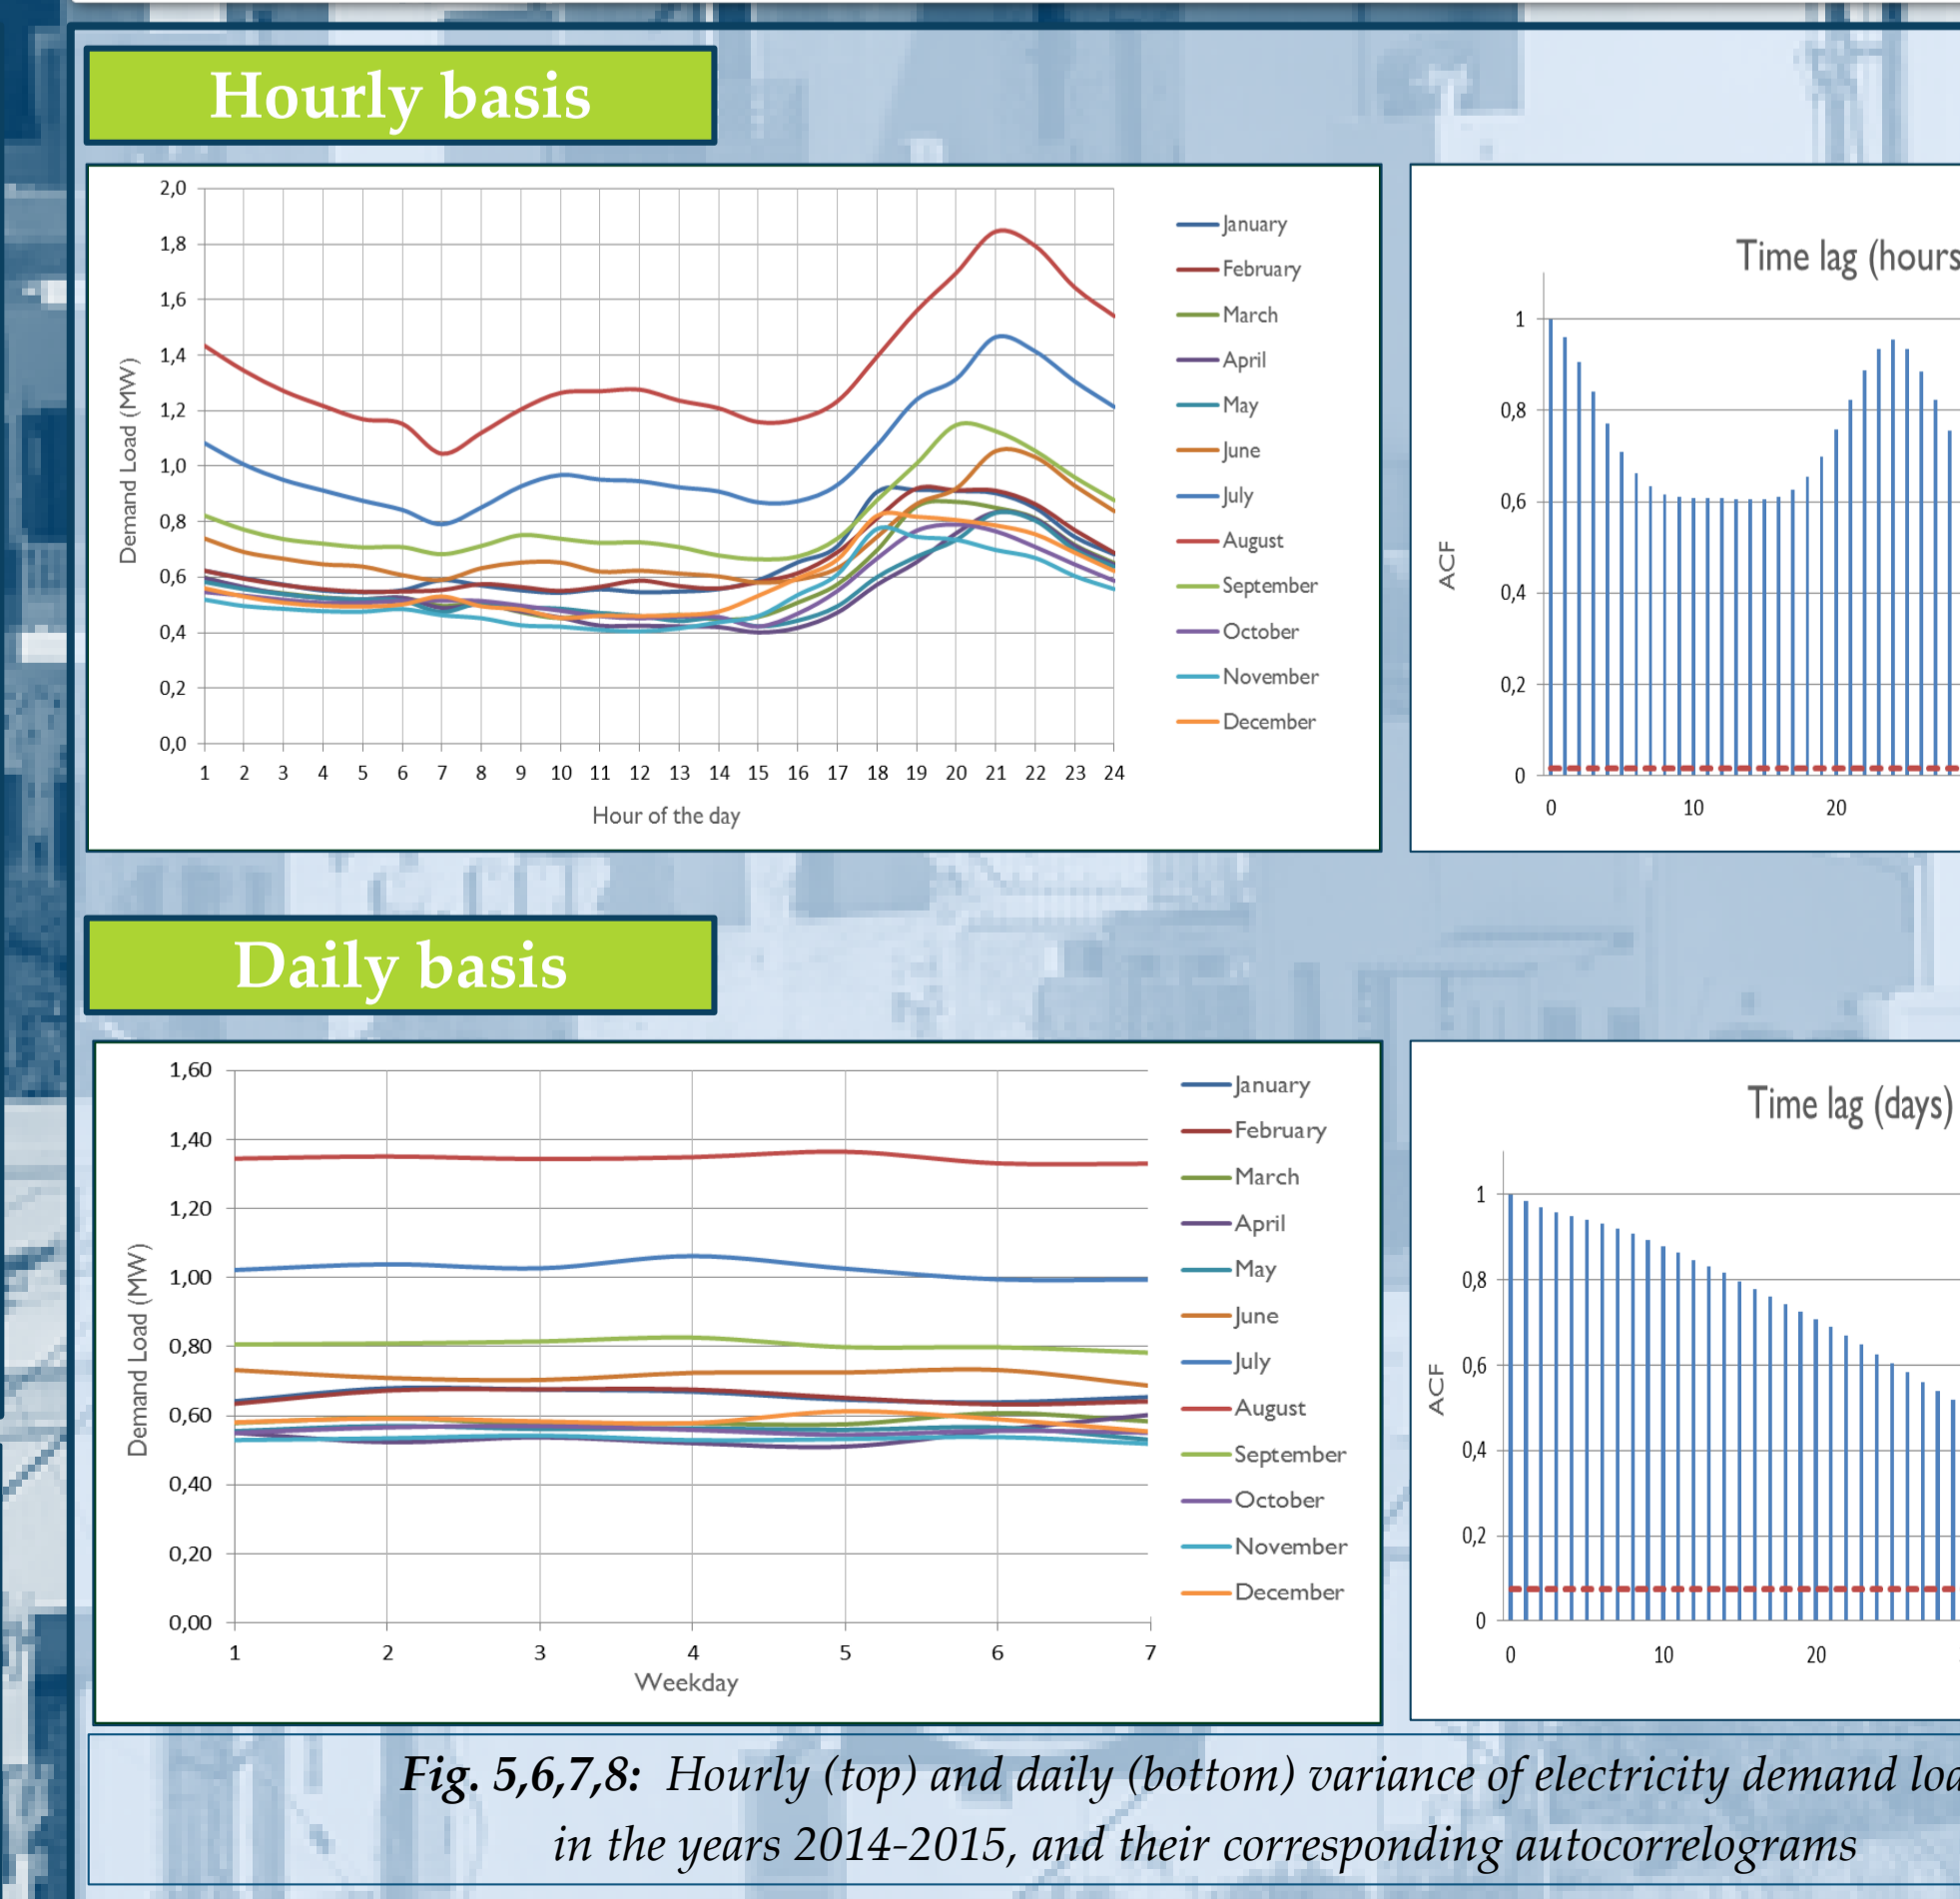 Hourly basis
2,0
1,8
1,6
1,4
1,2
1,0
0,8
0,6
0,4
0,2
0,0
Demand Load (MW)
1 2 3 4 5 6 7 8 9 10 11 12 13 14 15 16 17 18 19 20 21 22 23 24
Hour of the day
January
February
March
April
May
June
July
August
September
October
November
December
Time lag (hours
1
0,8
0,6
0,4
0,2
0
ACF
0 10 20
Daily basis
1,60
1,40
1,20
1,00
0,80
0,60
0,40
0,20
0,00
Demand Load (MW)
1 2 3 4 5 6 7
Weekday
January
February
March
April
May
June
July
August
September
October
November
December
Time lag (days)
1
0,8
0,6
0,4
0,2
0
ACF
0 10 20
Fig. 5,6,7,8: Hourly (top) and daily (bottom) variance of electricity demand loa
in the years 2014-2015, and their corresponding autocorrelograms